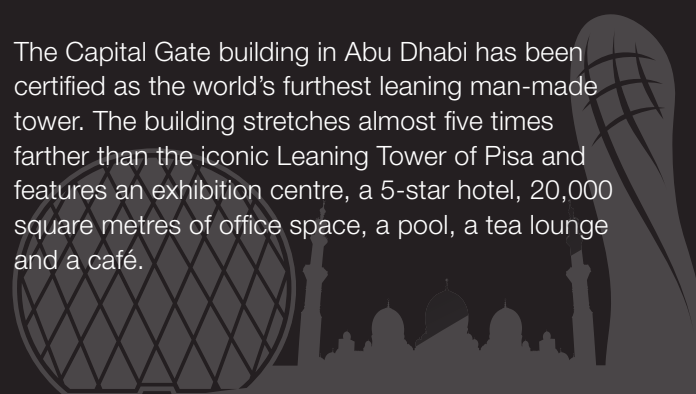 The Capital Gate building in Abu Dhabi has been
certified as the world’s furthest leaning man-made
tower. The building stretches almost five times
farther than the iconic Leaning Tower of Pisa and
features an exhibition centre, a 5-star hotel, 20,000
square metres of office space, a pool, a tea lounge
and a café.